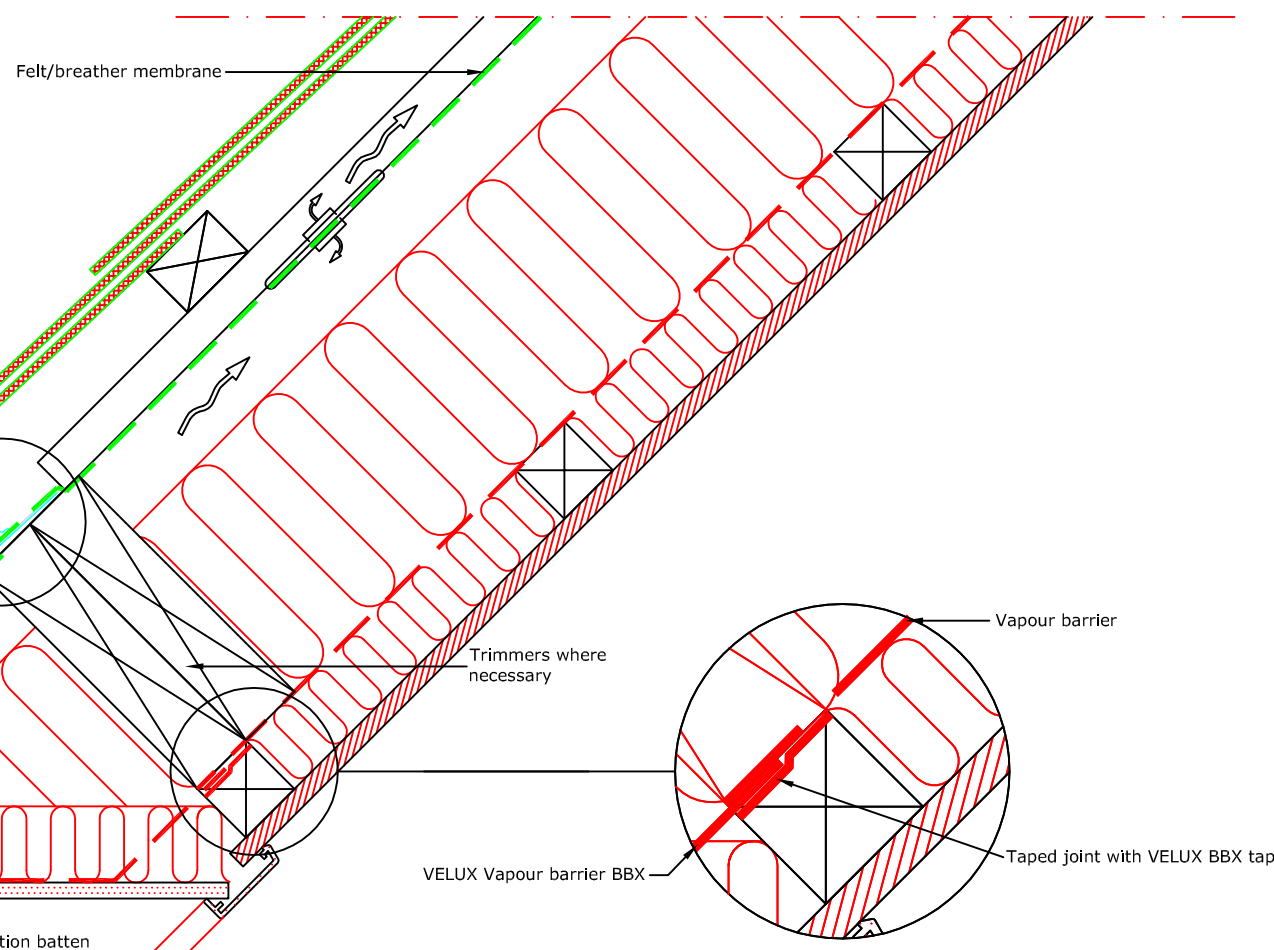 Felt/breather membrane
Vapour barrier
Trimmers where
necessary
Taped joint with VELUX BBX tap
VELUX Vapour barrier BBX
tion batten